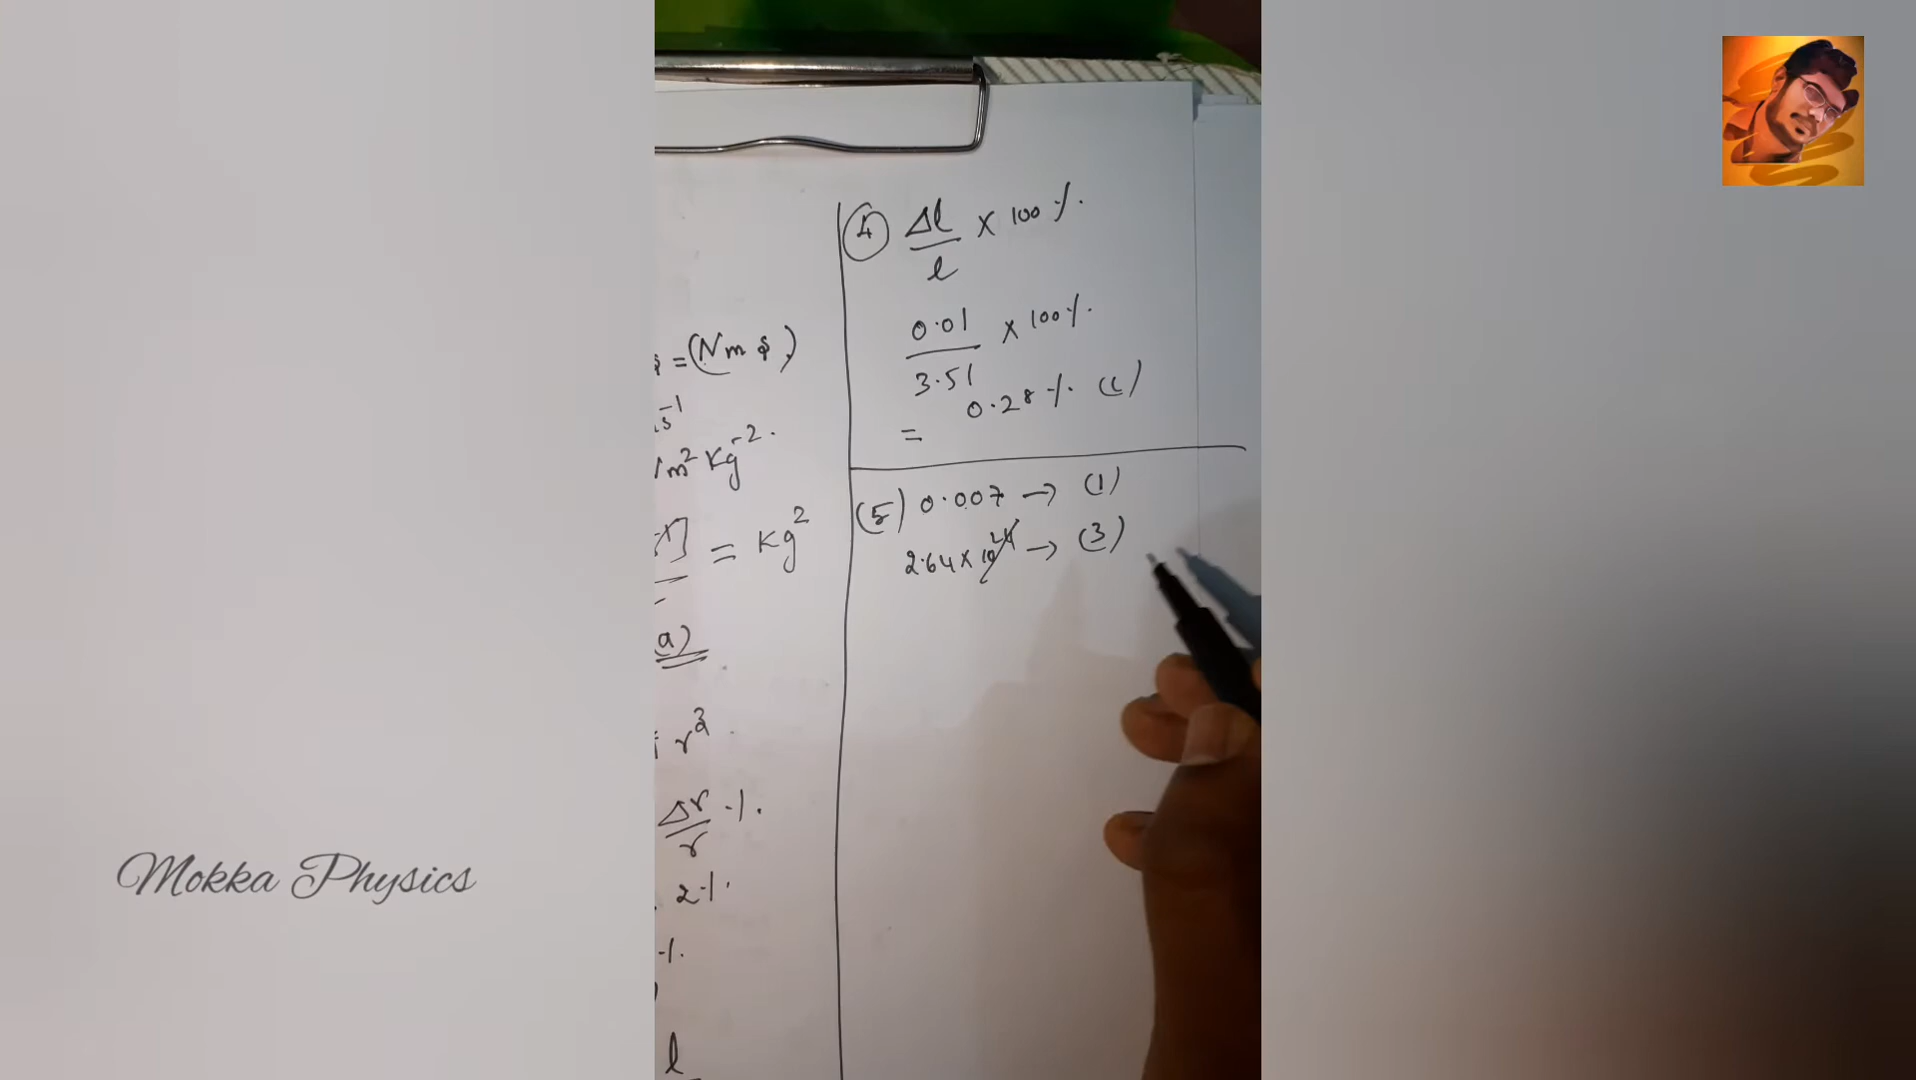 = (Nm $)
s⁻¹
m² Kg⁻².
= Kg²
a)
r³
Δr
r
%.
2%.
%.
l
④ Δl
l
× 100%.
0.01
3.51
× 100%.
= 0.28%. (c)
(5) 0.007 → (1)
2.64 × 10²⁴ → (3)
Mokka Physics